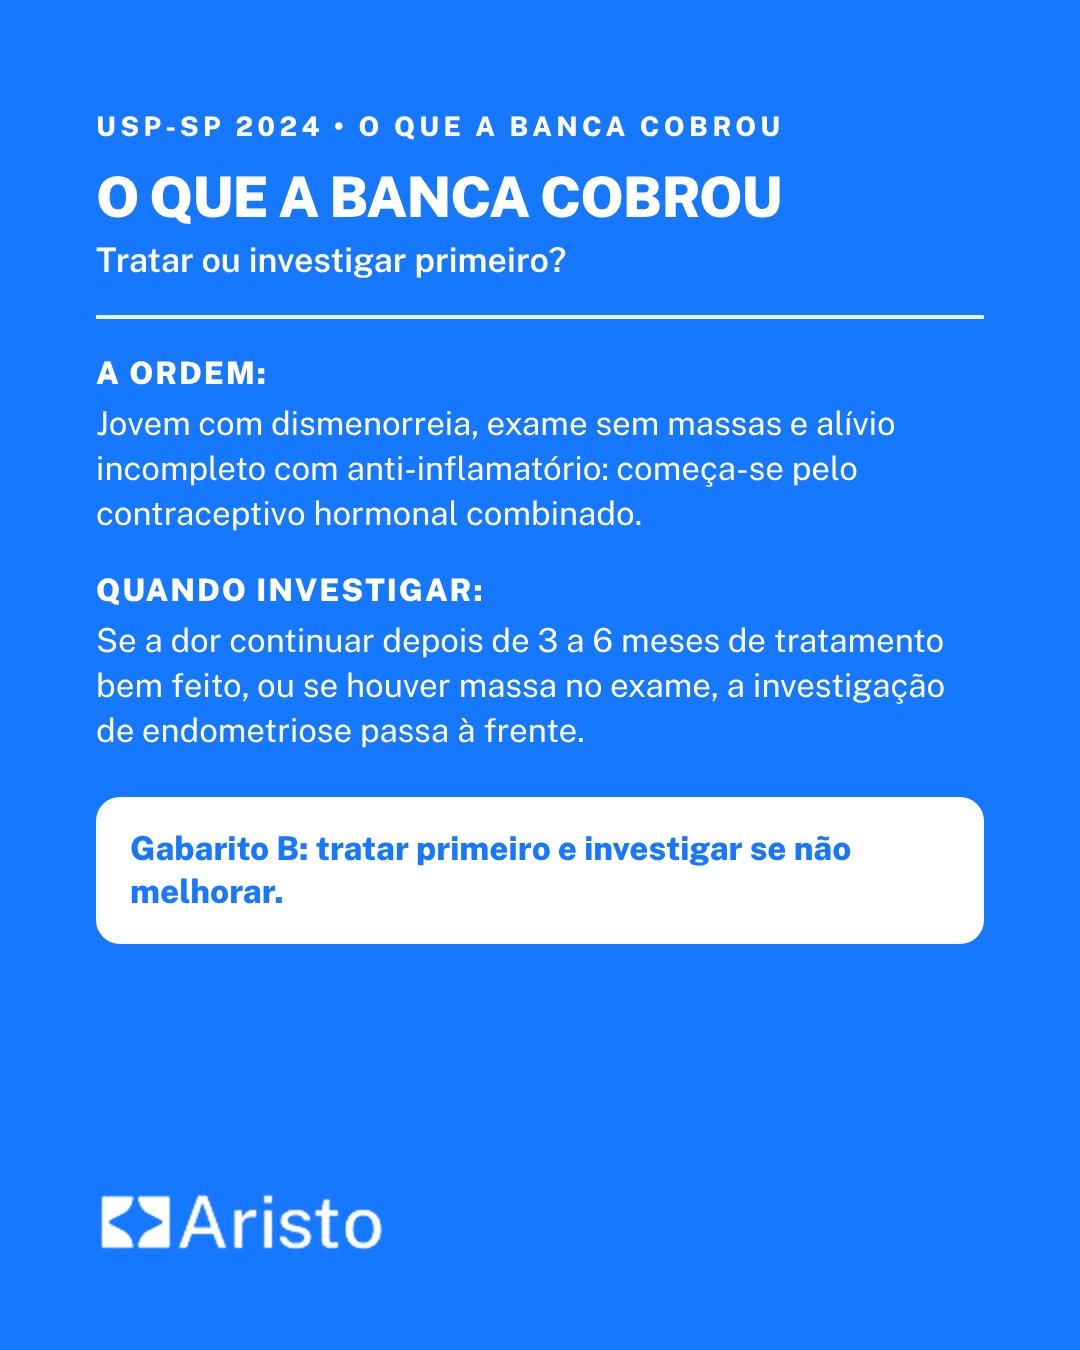 USP-SP 2024 • O QUE A BANCA COBROU
O QUE A BANCA COBROU
Tratar ou investigar primeiro?
A ORDEM:
Jovem com dismenorreia, exame sem massas e alívio
incompleto com anti-inflamatório: começa-se pelo
contraceptivo hormonal combinado.
QUANDO INVESTIGAR:
Se a dor continuar depois de 3 a 6 meses de tratamento
bem feito, ou se houver massa no exame, a investigação
de endometriose passa à frente.
Gabarito B: tratar primeiro e investigar se não
melhorar.
Aristo